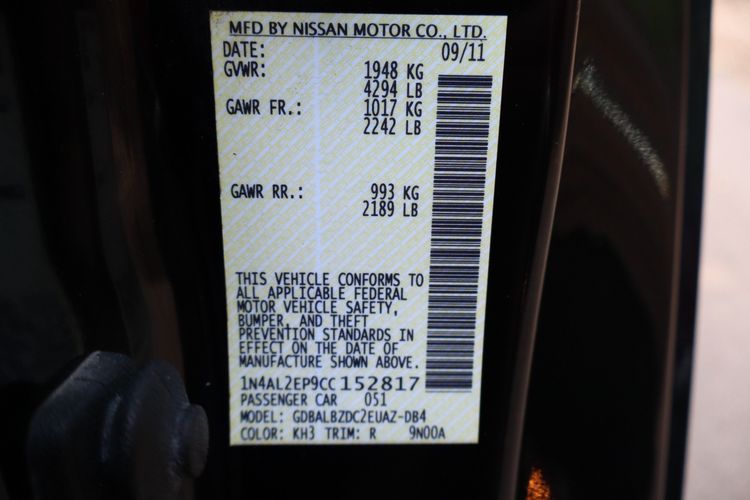 MFD BY NISSAN MOTOR CO., LTD.
DATE: 09/11
GVWR: 1948 KG
4294 LB
GAWR FR.: 1017 KG
2242 LB
GAWR RR.: 993 KG
2189 LB
THIS VEHICLE CONFORMS TO
ALL APPLICABLE FEDERAL
MOTOR VEHICLE SAFETY,
BUMPER, AND THEFT
PREVENTION STANDARDS IN
EFFECT ON THE DATE OF
MANUFACTURE SHOWN ABOVE.
1N4AL2EP9CC152817
PASSENGER CAR 051
MODEL: GDBALBZDC2EUAZ-DB4
COLOR: KH3 TRIM: R 9N00A